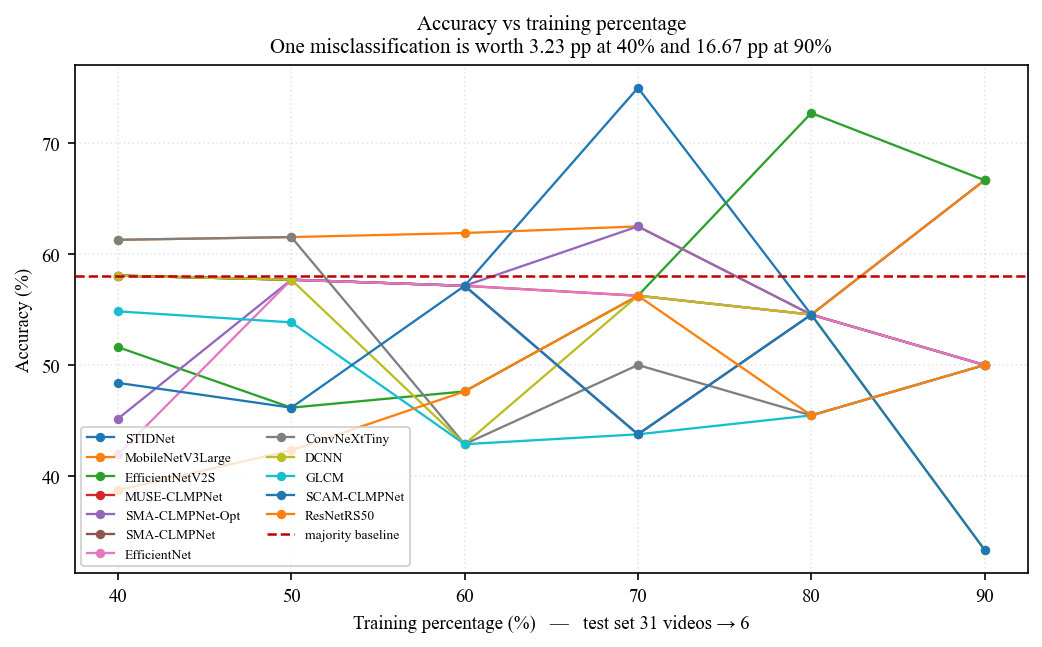 Accuracy vs training percentage
One misclassification is worth 3.23 pp at 40% and 16.67 pp at 90%
Accuracy (%)
70
60
50
40
STIDNet
MobileNetV3Large
EfficientNetV2S
MUSE-CLMPNet
SMA-CLMPNet-Opt
SMA-CLMPNet
EfficientNet
ConvNeXtTiny
DCNN
GLCM
SCAM-CLMPNet
ResNetRS50
majority baseline
40 50 60 70 80 90
Training percentage (%) — test set 31 videos → 6